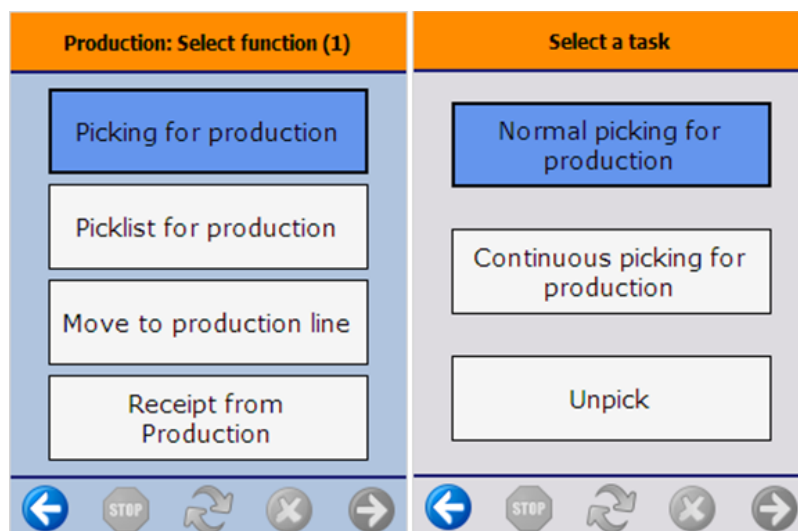 Production: Select function (1)
Picking for production
Picklist for production
Move to production line
Receipt from
Production
STOP
Select a task
Normal picking for
production
Continuous picking for
production
Unpick
STOP